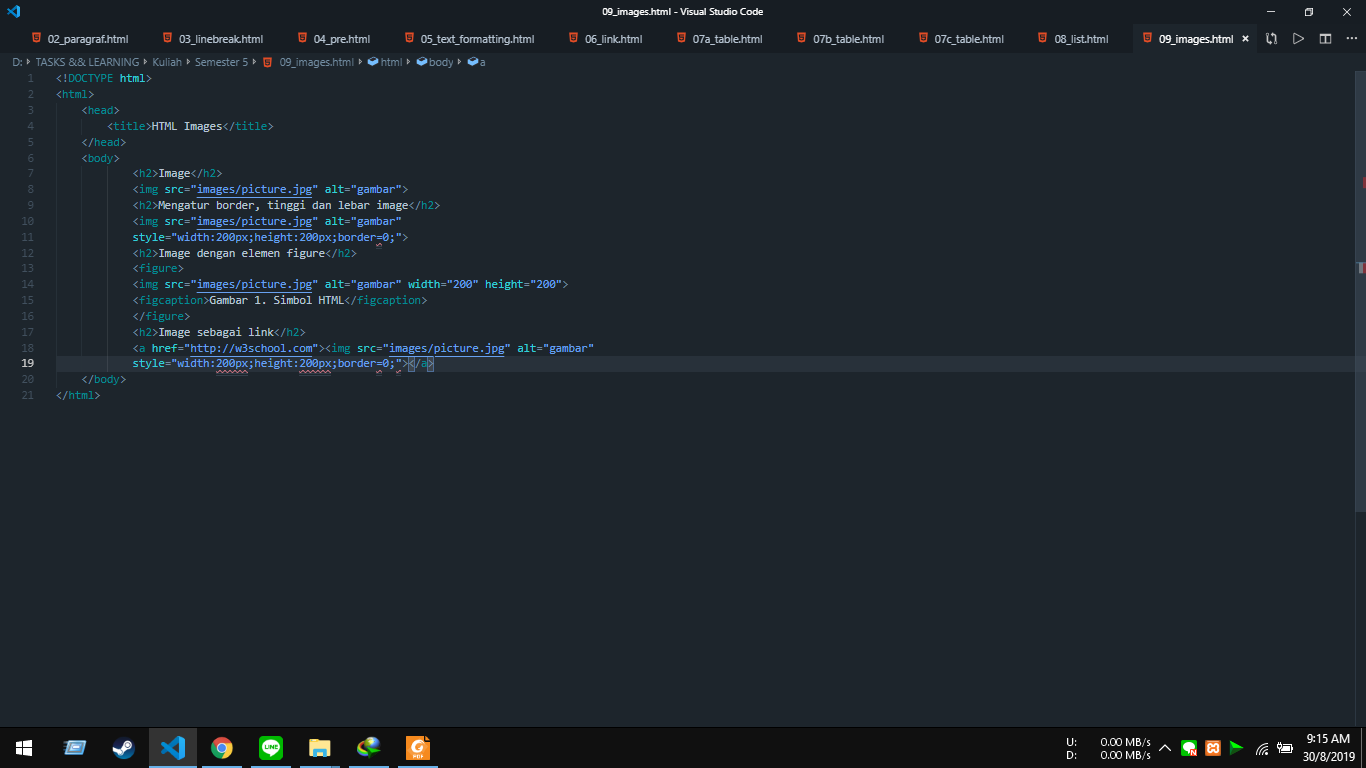 09_images.html - Visual Studio Code
02_paragraf.html 03_linebreak.html 04_pre.html 05_text_formatting.html 06_link.html 07a_table.html 07b_table.html 07c_table.html 08_list.html 09_images.html
D: › TASKS && LEARNING › Kuliah › Semester 5 › 09_images.html › html › body › a
1 <!DOCTYPE html>
2 <html>
3 <head>
4 <title>HTML Images</title>
5 </head>
6 <body>
7 <h2>Image</h2>
8 <img src="images/picture.jpg" alt="gambar">
9 <h2>Mengatur border, tinggi dan lebar image</h2>
10 <img src="images/picture.jpg" alt="gambar"
11 style="width:200px;height:200px;border=0;">
12 <h2>Image dengan elemen figure</h2>
13 <figure>
14 <img src="images/picture.jpg" alt="gambar" width="200" height="200">
15 <figcaption>Gambar 1. Simbol HTML</figcaption>
16 </figure>
17 <h2>Image sebagai link</h2>
18 <a href="http://w3school.com"><img src="images/picture.jpg" alt="gambar"
19 style="width:200px;height:200px;border=0;"></a>
20 </body>
21 </html>
LINE
PDF
U: 0.00 MB/s
D: 0.00 MB/s
9:15 AM
30/8/2019